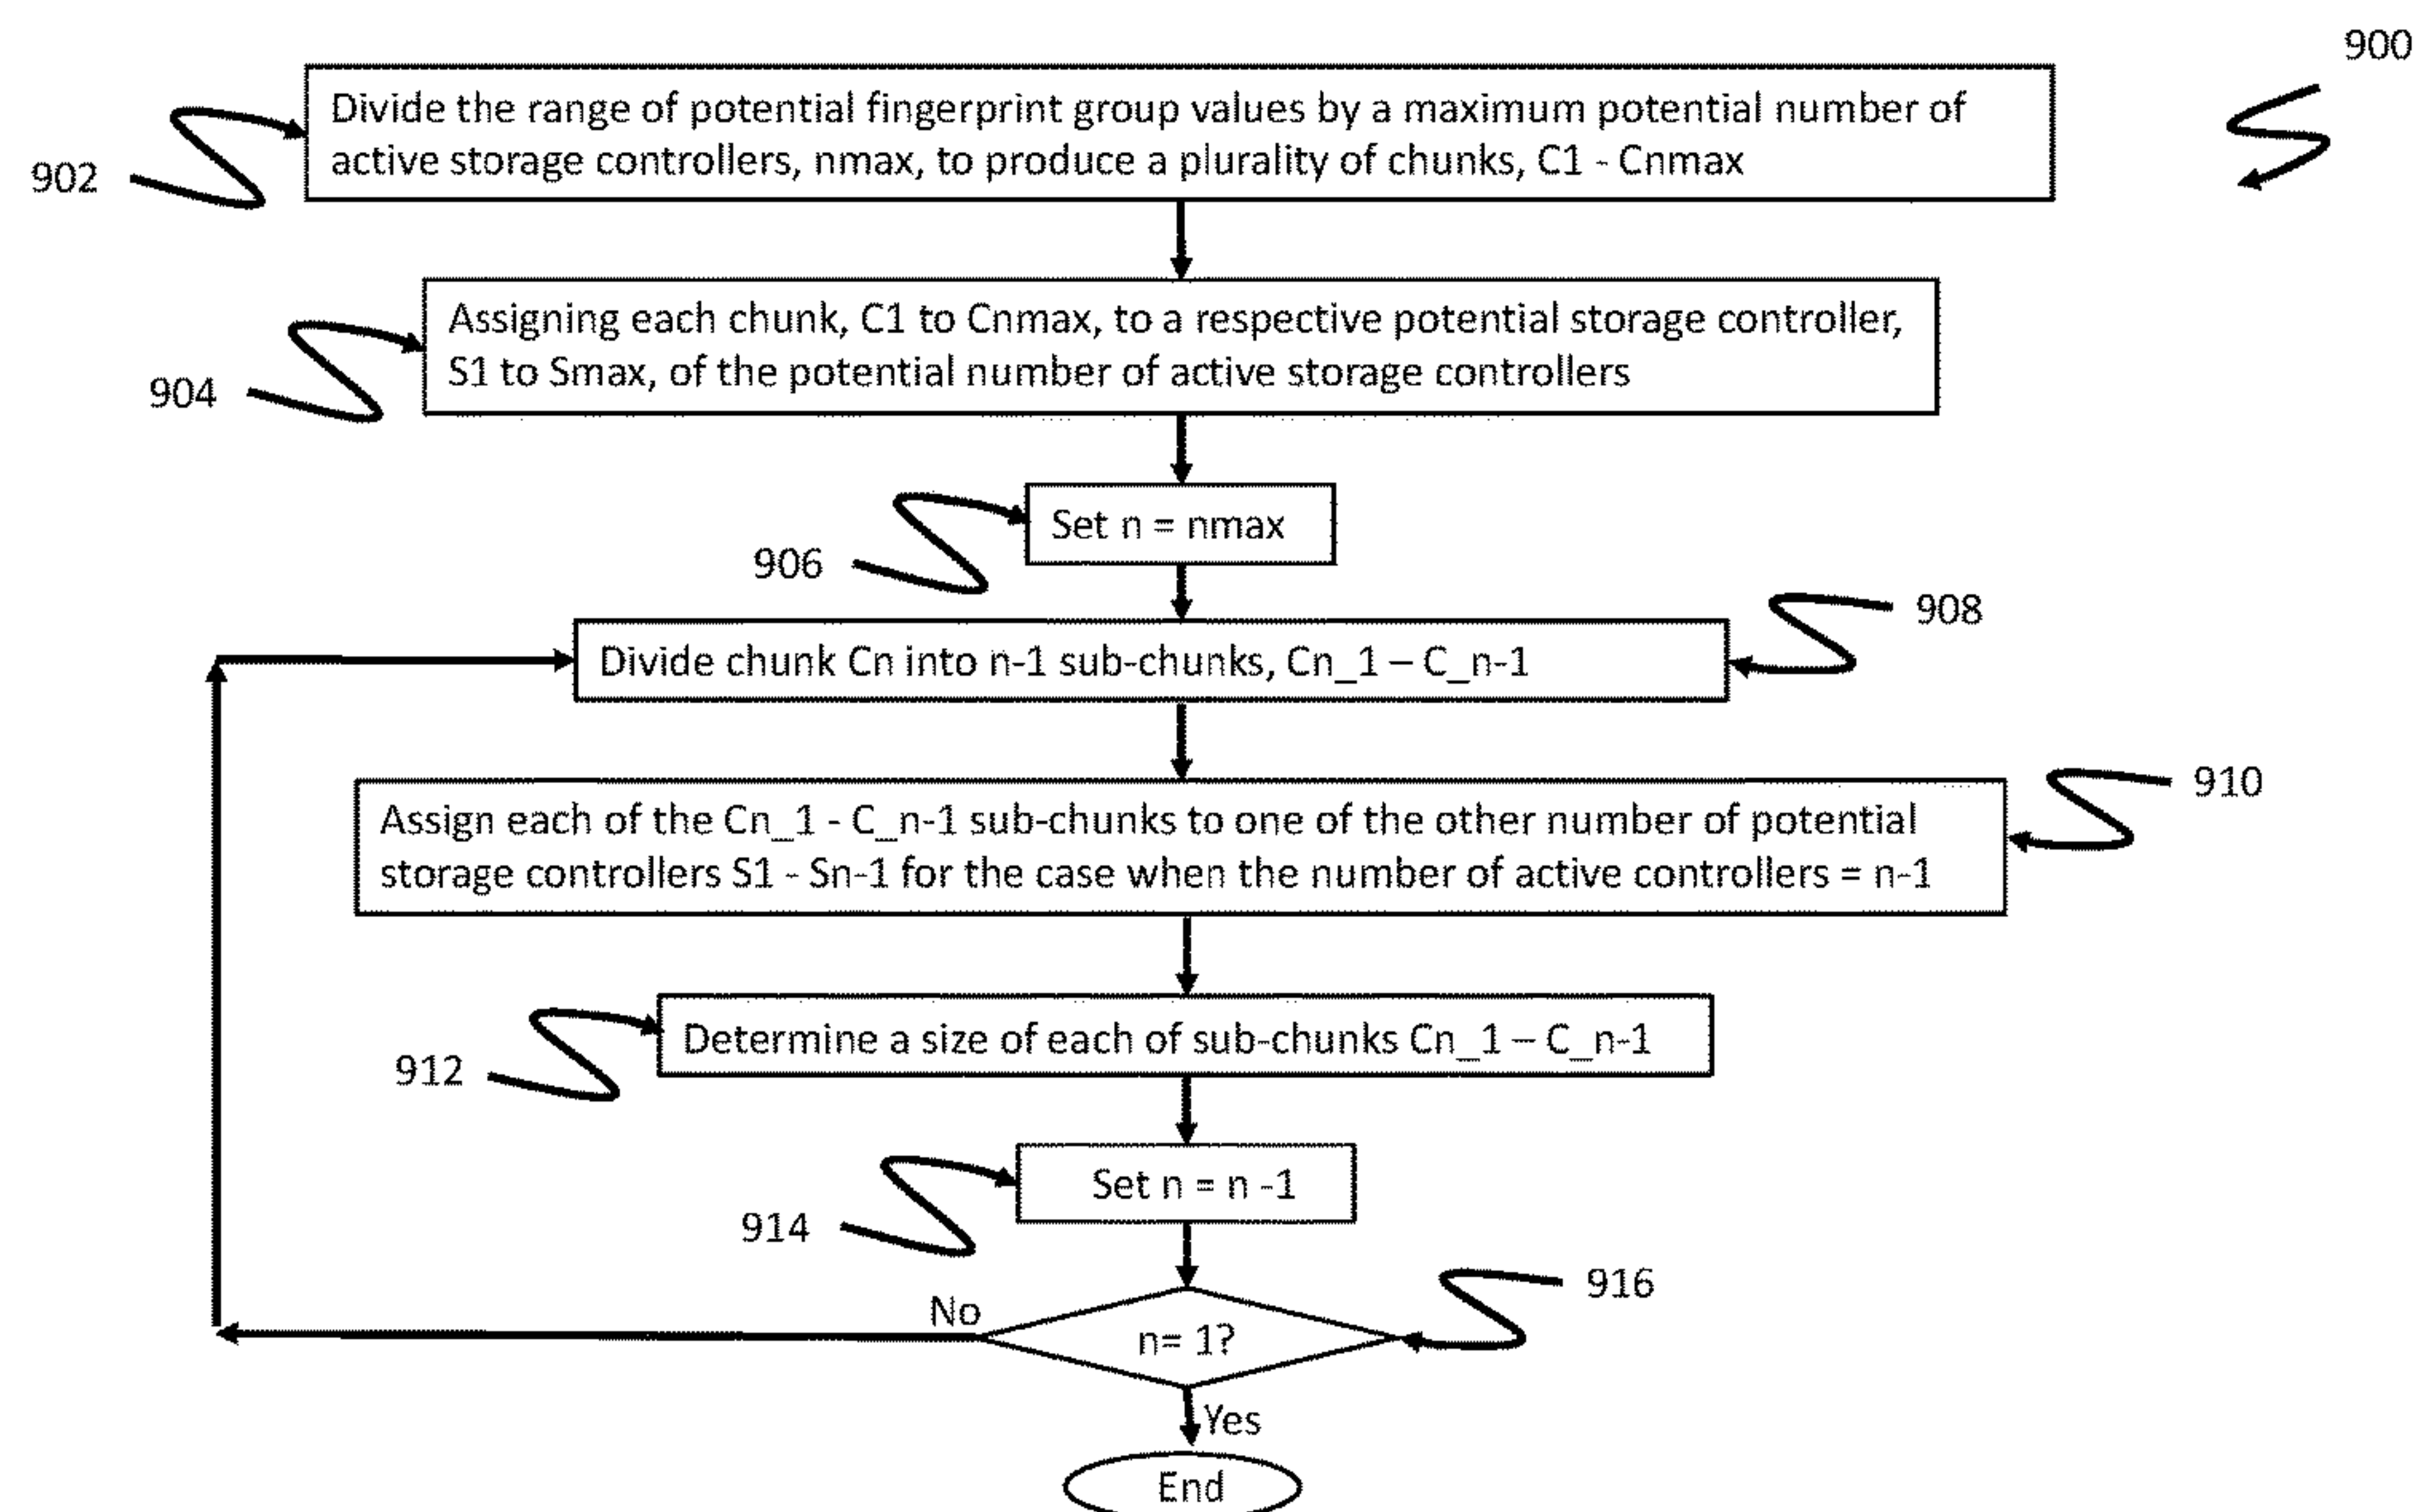 900
Divide the range of potential fingerprint group values by a maximum potential number of
active storage controllers, nmax, to produce a plurality of chunks, C1 - Cnmax
902
Assigning each chunk, C1 to Cnmax, to a respective potential storage controller,
S1 to Smax, of the potential number of active storage controllers
904
Set n = nmax
906
908
Divide chunk Cn into n-1 sub-chunks, Cn_1 – C_n-1
910
Assign each of the Cn_1 - C_n-1 sub-chunks to one of the other number of potential
storage controllers S1 - Sn-1 for the case when the number of active controllers = n-1
Determine a size of each of sub-chunks Cn_1 – C_n-1
912
Set n = n -1
914
916
No
n= 1?
Yes
End